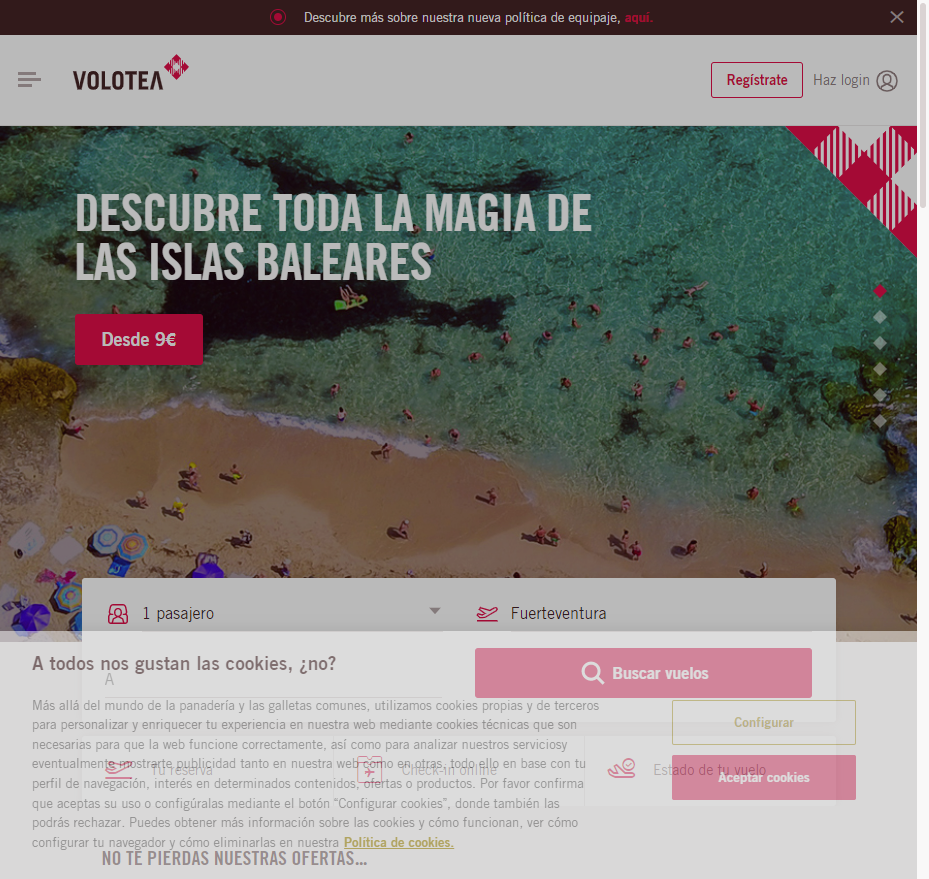 Descubre más sobre nuestra nueva política de equipaje, aquí.
VOLOTEA
Regístrate
Haz login
DESCUBRE TODA LA MAGIA DE
LAS ISLAS BALEARES
Desde 9€
1 pasajero
Fuerteventura
A todos nos gustan las cookies, ¿no?
A
Buscar vuelos
Más allá del mundo de la panadería y las galletas comunes, utilizamos cookies propias y de terceros
para personalizar y enriquecer tu experiencia en nuestra web mediante cookies técnicas que son
necesarias para que la web funcione correctamente, así como para analizar nuestros serviciosy
eventualmente mostrarte publicidad tanto en nuestra web como en otras, todo ello en base con tu
perfil de navegación, interés en determinados contenidos, ofertas o productos. Por favor confirma
que aceptas su uso o configúralas mediante el botón “Configurar cookies”, donde también las
podrás rechazar. Puedes obtener más información sobre las cookies y cómo funcionan, ver cómo
configurar tu navegador y cómo eliminarlas en nuestra Política de cookies.
Configurar
Aceptar cookies
Tu reserva
Check-in online
Estado de tu vuelo
NO TE PIERDAS NUESTRAS OFERTAS...